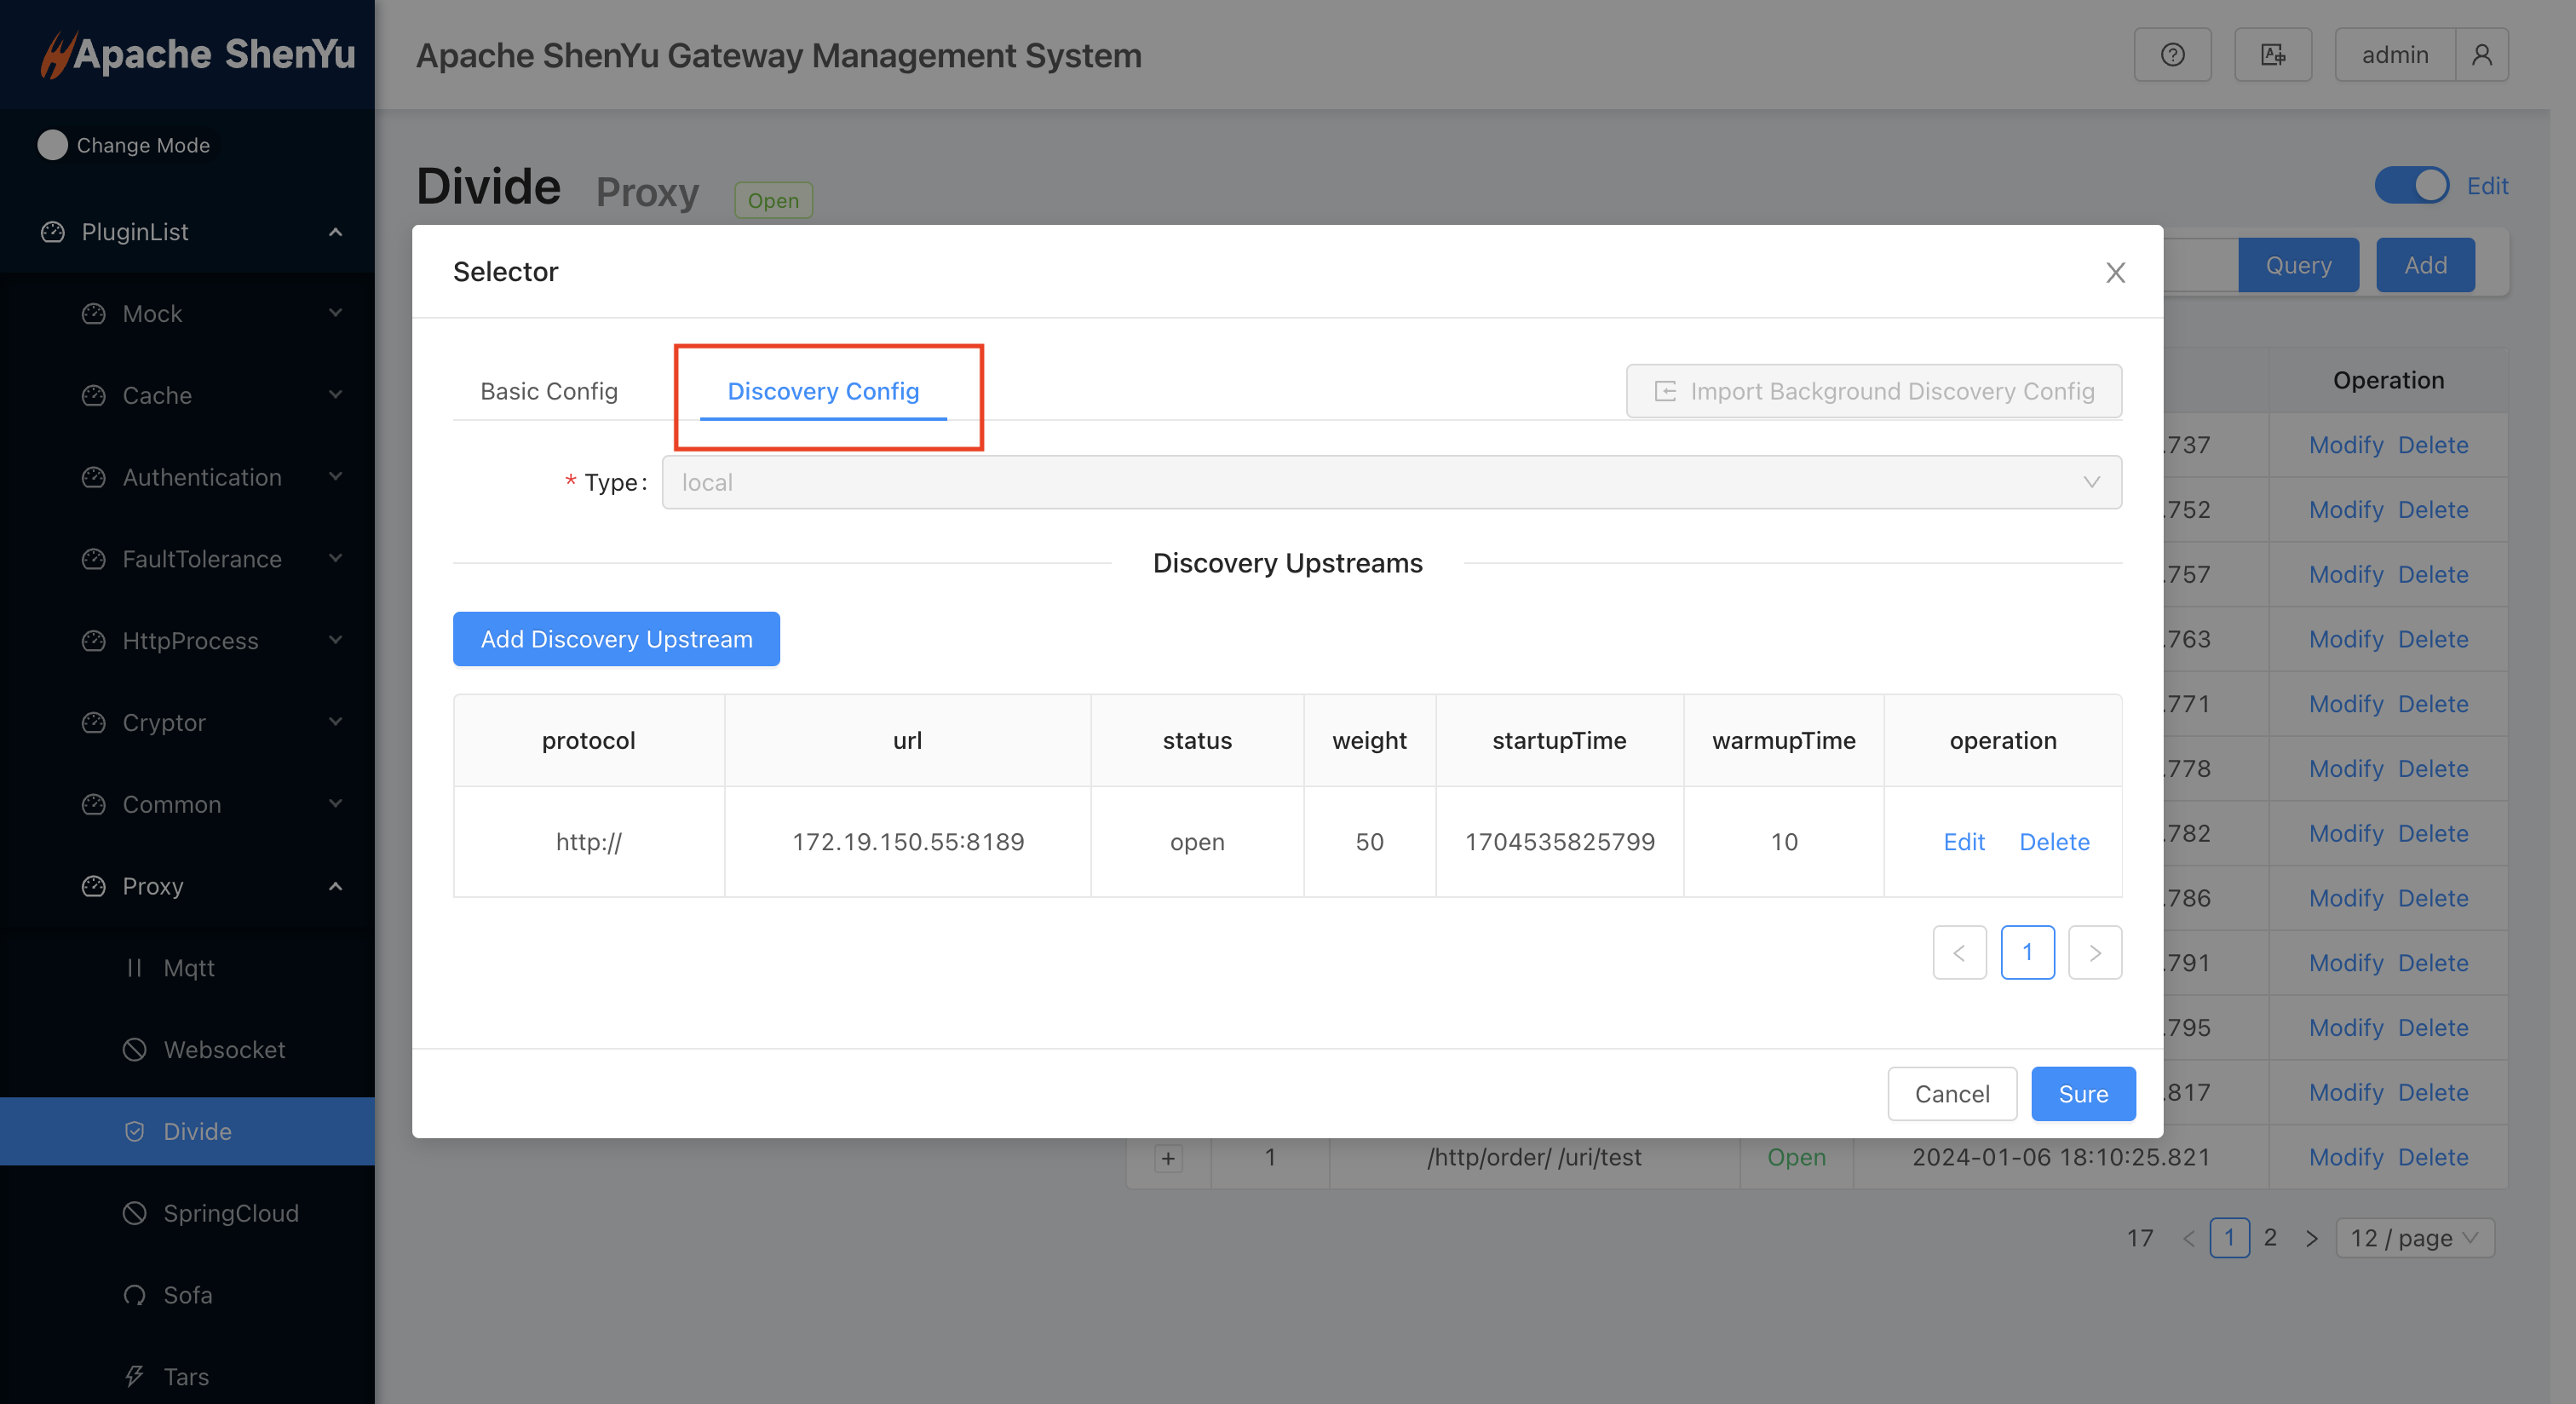 Apache ShenYu
Apache ShenYu Gateway Management System
admin
Change Mode
PluginList
Mock
Cache
Authentication
FaultTolerance
HttpProcess
Cryptor
Common
Proxy
Mqtt
Websocket
Divide
SpringCloud
Sofa
Tars
Divide Proxy Open
Edit
Query Add
Selector
Basic Config Discovery Config Import Background Discovery Config
* Type: local
Discovery Upstreams
Add Discovery Upstream
protocol url status weight startupTime warmupTime operation
http:// 172.19.150.55:8189 open 50 1704535825799 10 Edit Delete
< 1 >
Cancel Sure
Operation
.737 Modify Delete
.752 Modify Delete
.757 Modify Delete
.763 Modify Delete
.771 Modify Delete
.778 Modify Delete
.782 Modify Delete
.786 Modify Delete
.791 Modify Delete
.795 Modify Delete
.817 Modify Delete
+ 1 /http/order/ /uri/test Open 2024-01-06 18:10:25.821 Modify Delete
17 < 1 2 > 12 / page